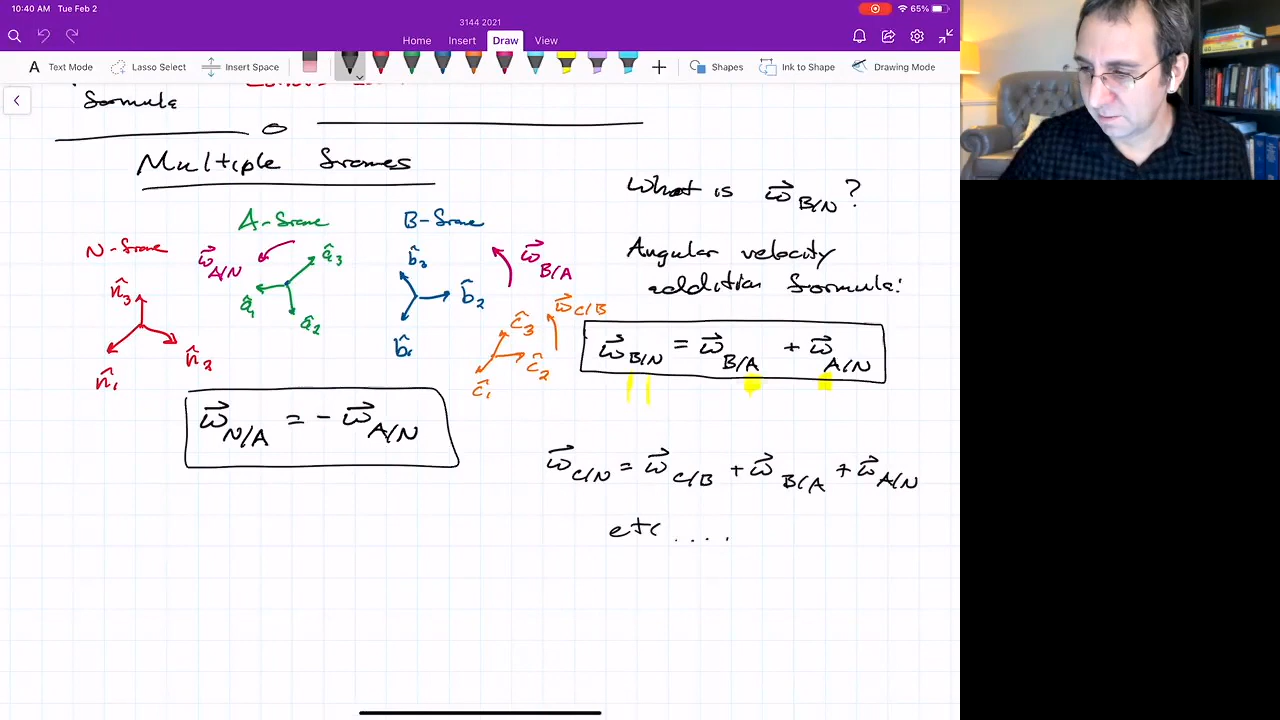 10:40 AM Tue Feb 2
65%
3144 2021
Home Insert Draw View
Text Mode Lasso Select Insert Space Shapes Ink to Shape Drawing Mode
formula
Multiple frames
N-frame
n̂₃
n̂₁
n̂₂
A-frame
ω⃗ A/N
â₃
â₁
â₂
B-frame
b̂₃
b̂₂
b̂₁
ω⃗ B/A
ω⃗ C/B
ĉ₃
ĉ₂
ĉ₁
ω⃗ N/A = - ω⃗ A/N
What is ω⃗ B/N ?
Angular velocity
addition formula:
ω⃗ B/N = ω⃗ B/A + ω⃗ A/N
ω⃗ C/N = ω⃗ C/B + ω⃗ B/A + ω⃗ A/N
etc ....